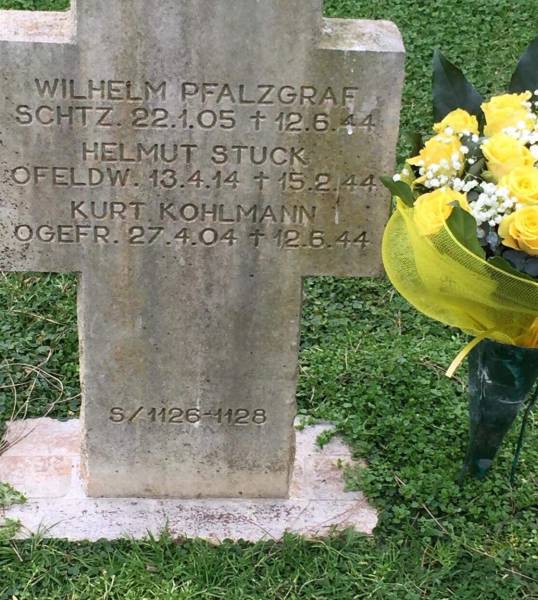 WILHELM PFALZGRAF
SCHTZ. 22.1.05 † 12.6.44
HELMUT STUCK
OFELDW. 13.4.14 † 15.2.44
KURT KOHLMANN
OGEFR. 27.4.04 † 12.6.44
S/1126-1128